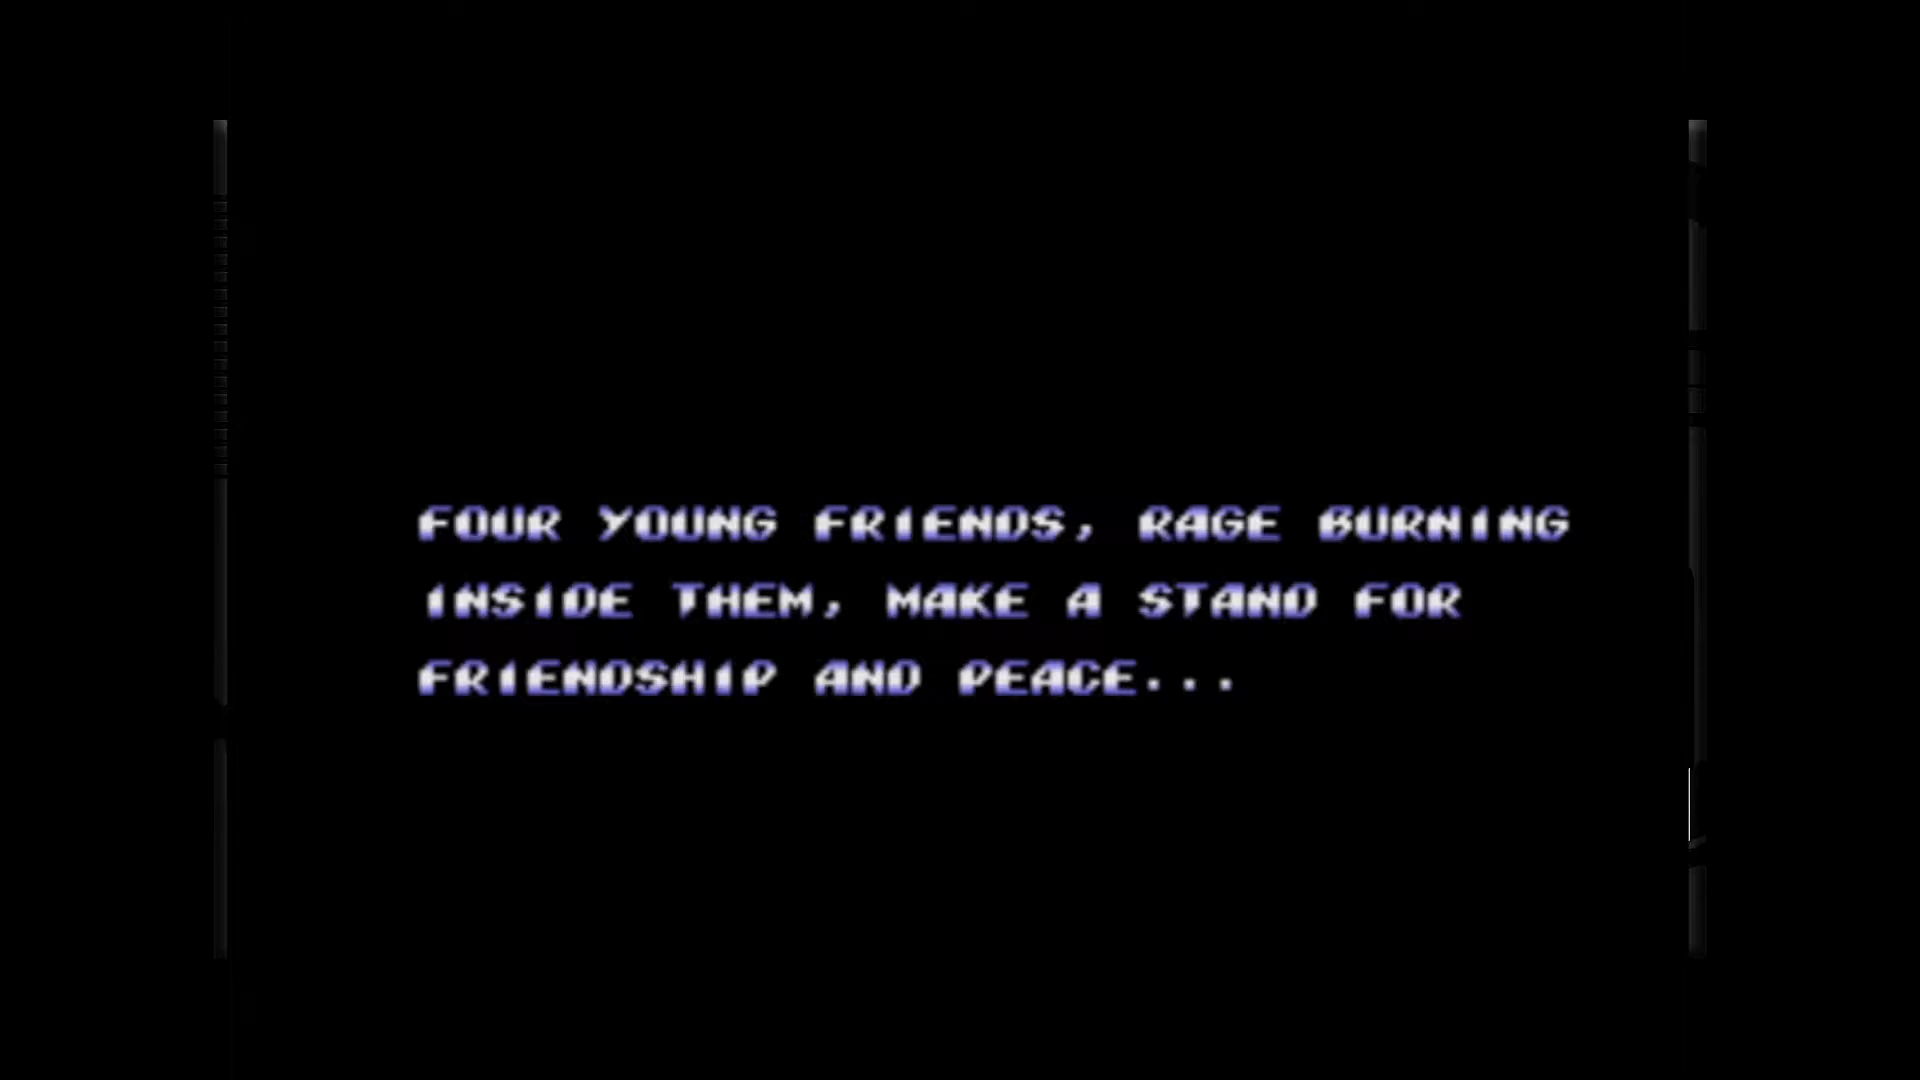 FOUR YOUNG FRIENDS, RAGE BURNING
INSIDE THEM, MAKE A STAND FOR
FRIENDSHIP AND PEACE...